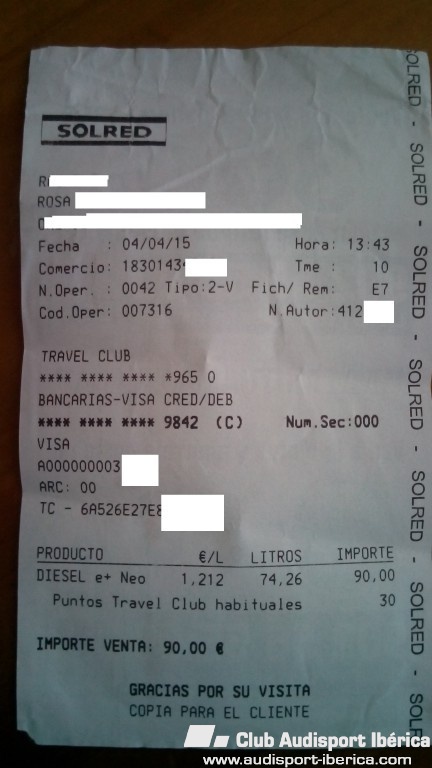 SOLRED
R
ROSA
Fecha : 04/04/15 Hora: 13:43
Comercio: 18301434 Tme : 10
N.Oper. : 0042 Tipo:2-V Fich/ Rem: E7
Cod.Oper: 007316 N.Autor:412
TRAVEL CLUB
**** **** **** *965 0
BANCARIAS-VISA CRED/DEB
**** **** **** 9842 (C) Num.Sec:000
VISA
A000000003
ARC: 00
TC - 6A526E27E8
PRODUCTO €/L LITROS IMPORTE
DIESEL e+ Neo 1,212 74,26 90,00
Puntos Travel Club habituales 30
IMPORTE VENTA: 90,00 €
GRACIAS POR SU VISITA
COPIA PARA EL CLIENTE
SOLRED - SOLRED - SOLRED - SOLRED - SOLRED - SOLRED - SOLRED - SOLR
Club Audisport Ibérica
www.audisport-iberica.com